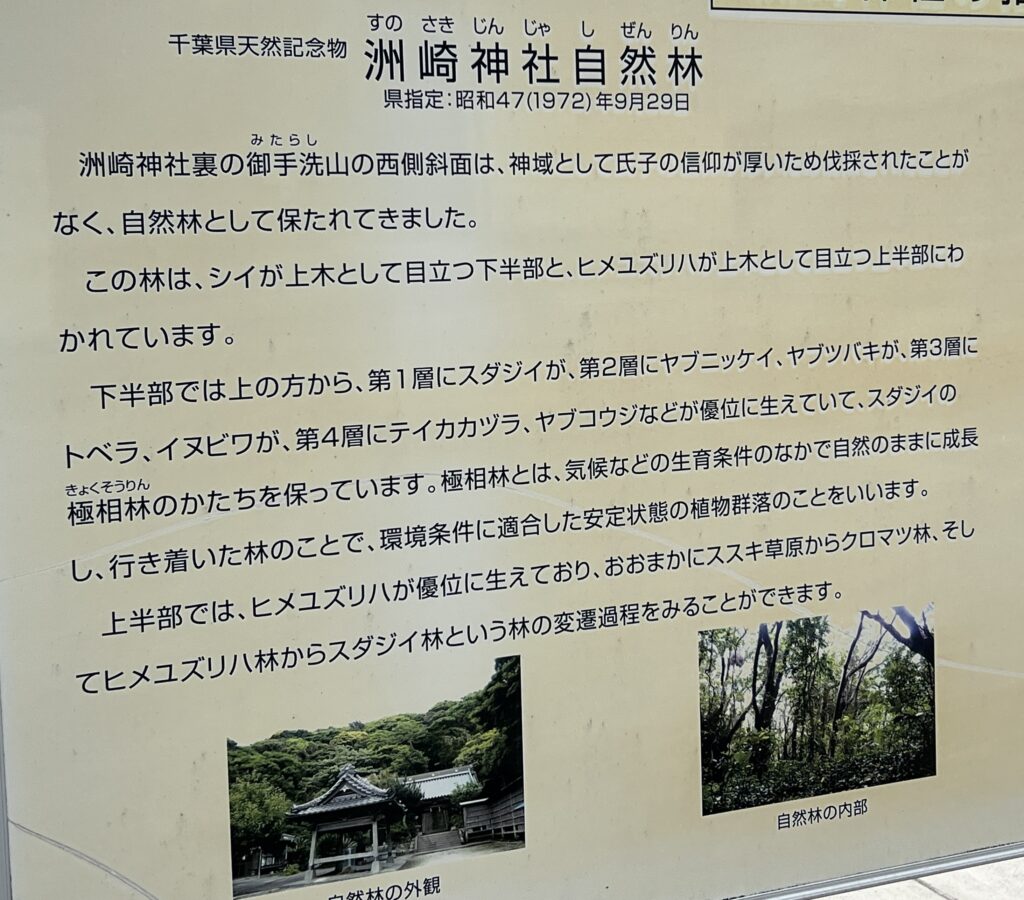 すのさきじんじゃしぜんりん
千葉県天然記念物 洲崎神社自然林
県指定：昭和47(1972)年9月29日
みたらし
洲崎神社裏の御手洗山の西側斜面は、神域として氏子の信仰が厚いため伐採されたことが
なく、自然林として保たれてきました。
この林は、シイが上木として目立つ下半部と、ヒメユズリハが上木として目立つ上半部にわ
かれています。
下半部では上の方から、第1層にスダジイが、第2層にヤブニッケイ、ヤブツバキが、第3層に
トベラ、イヌビワが、第4層にテイカカヅラ、ヤブコウジなどが優位に生えていて、スダジイの
きょくそうりん
極相林のかたちを保っています。極相林とは、気候などの生育条件のなかで自然のままに成長
し、行き着いた林のことで、環境条件に適合した安定状態の植物群落のことをいいます。
上半部では、ヒメユズリハが優位に生えており、おおまかにススキ草原からクロマツ林、そし
てヒメユズリハ林からスダジイ林という林の変遷過程をみることができます。
自然林の内部
自然林の外観